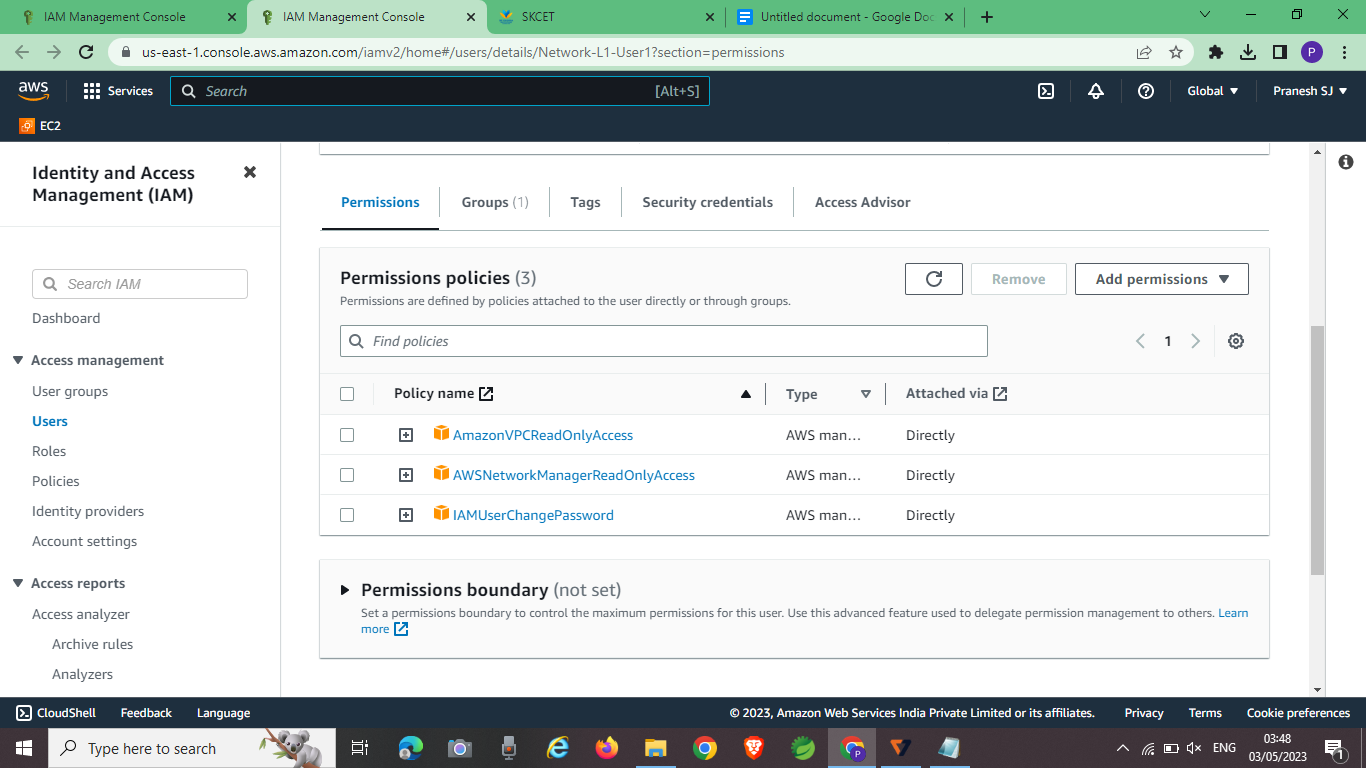 IAM Management Console
IAM Management Console
SKCET
Untitled document - Google Doc
us-east-1.console.aws.amazon.com/iamv2/home#/users/details/Network-L1-User1?section=permissions
P
aws
Services
Search
[Alt+S]
Global
Pranesh SJ
EC2
Identity and Access
Management (IAM)
Search IAM
Dashboard
Access management
User groups
Users
Roles
Policies
Identity providers
Account settings
Access reports
Access analyzer
Archive rules
Analyzers
Permissions
Groups (1)
Tags
Security credentials
Access Advisor
Permissions policies (3)
Permissions are defined by policies attached to the user directly or through groups.
Remove
Add permissions
Find policies
1
Policy name
Type
Attached via
AmazonVPCReadOnlyAccess AWS man... Directly
AWSNetworkManagerReadOnlyAccess AWS man... Directly
IAMUserChangePassword AWS man... Directly
Permissions boundary (not set)
Set a permissions boundary to control the maximum permissions for this user. Use this advanced feature used to delegate permission management to others. Learn
more
CloudShell
Feedback
Language
© 2023, Amazon Web Services India Private Limited or its affiliates.
Privacy
Terms
Cookie preferences
Type here to search
P
ENG
03:48
03/05/2023
1